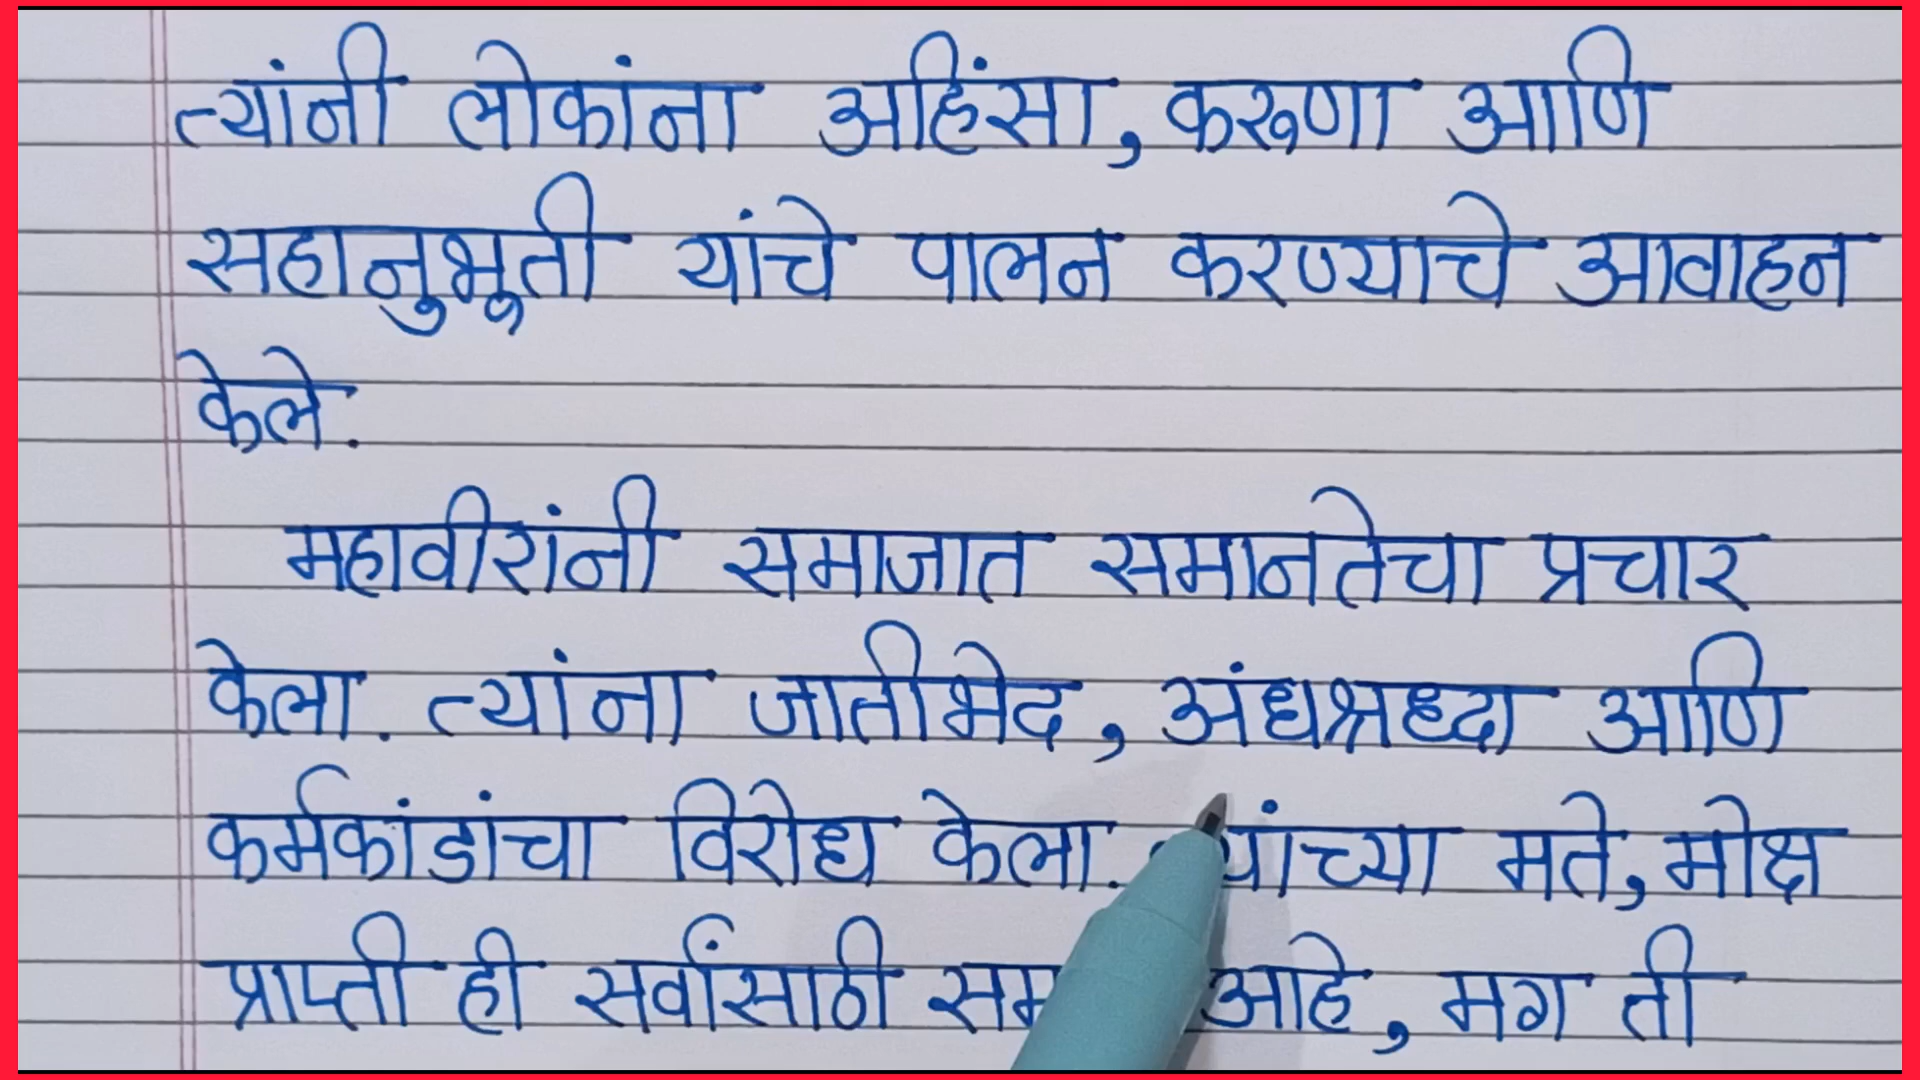 त्यांनी लोकांना अहिंसा, करूणा आणि
सहानुभूती यांचे पालन करण्याचे आवाहन
केले.
महावीरांनी समाजात समानतेचा प्रचार
केला. त्यांना जातीभेद, अंधश्रध्दा आणि
कर्मकांडांचा विरोध केला. मते, मोक्ष
प्राप्ती ही सर्वांसाठी आहे, मग ती